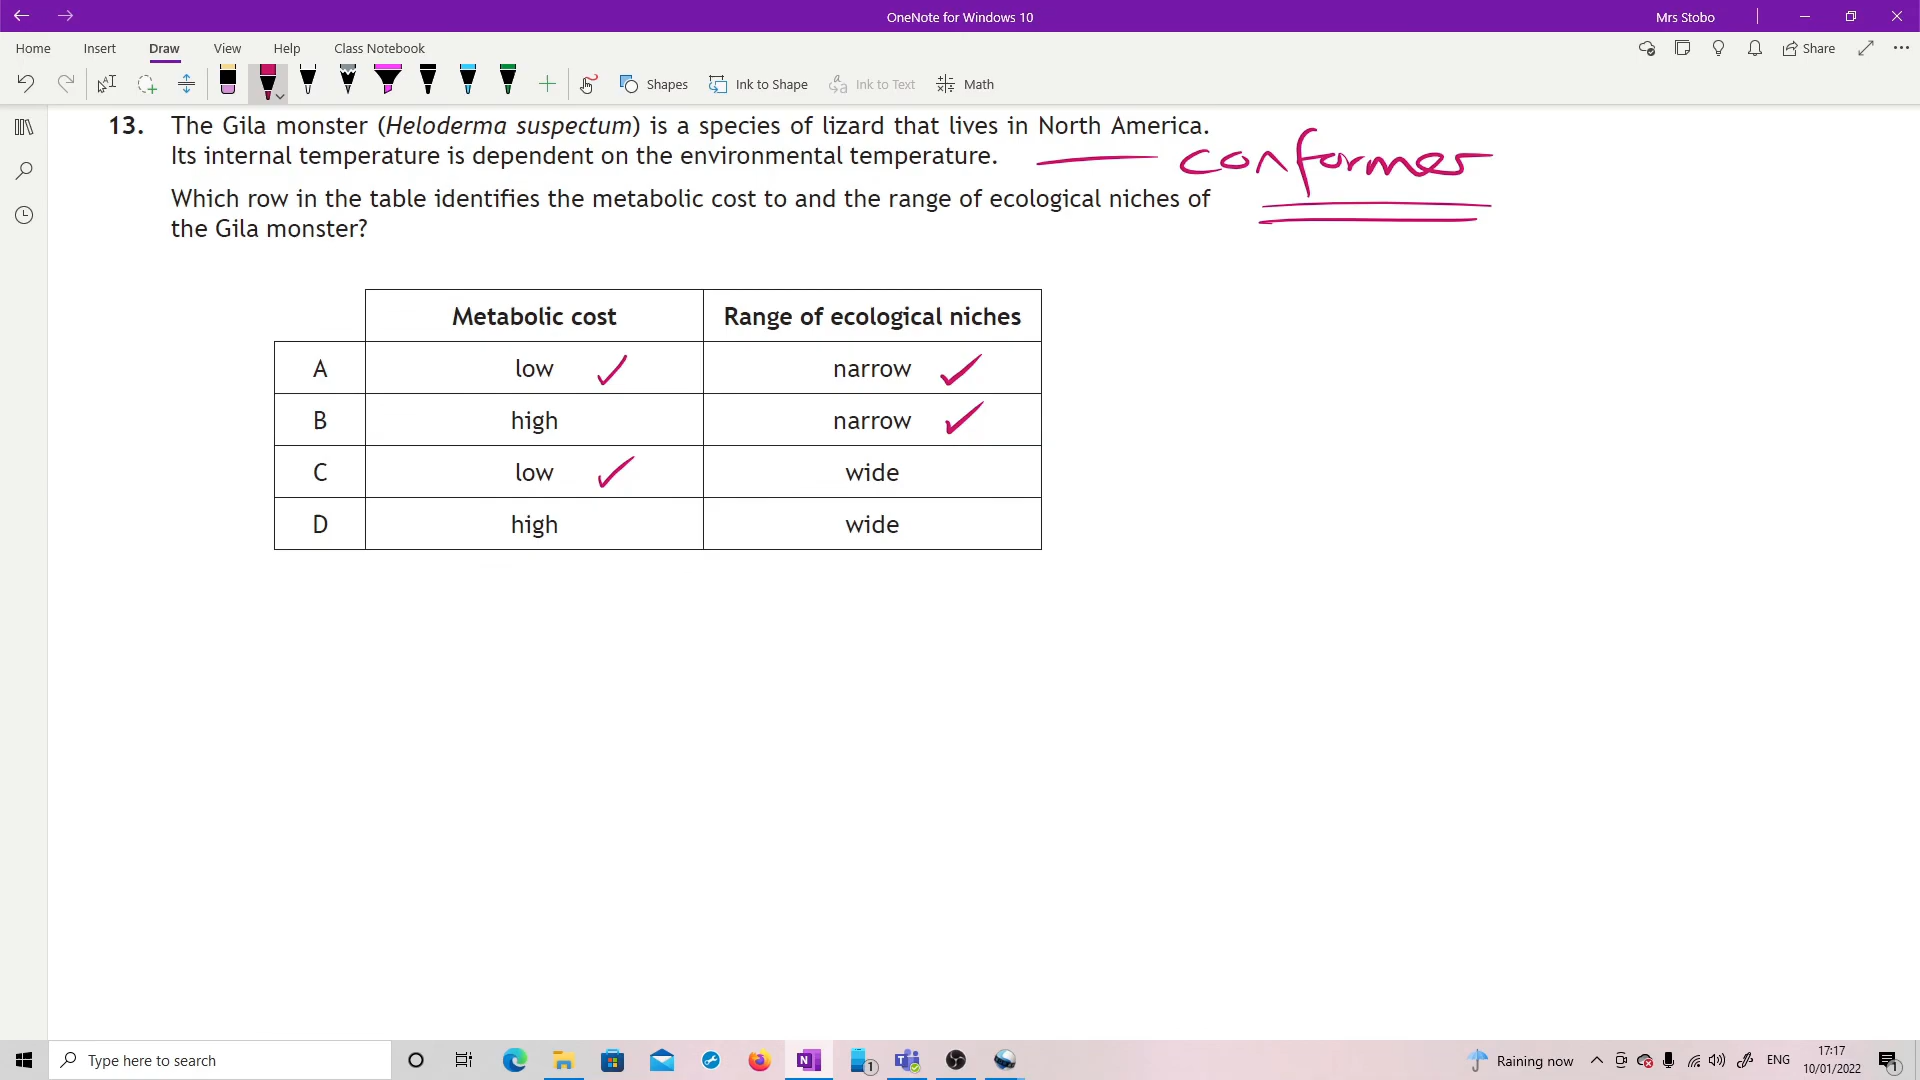 OneNote for Windows 10
Mrs Stobo
Home Insert Draw View Help Class Notebook
Share
Shapes Ink to Shape Ink to Text Math
13. The Gila monster (Heloderma suspectum) is a species of lizard that lives in North America.
Its internal temperature is dependent on the environmental temperature.
conformer
Which row in the table identifies the metabolic cost to and the range of ecological niches of
the Gila monster?
Metabolic cost Range of ecological niches
A low narrow
B high narrow
C low wide
D high wide
Type here to search
Raining now
ENG
17:17
10/01/2022